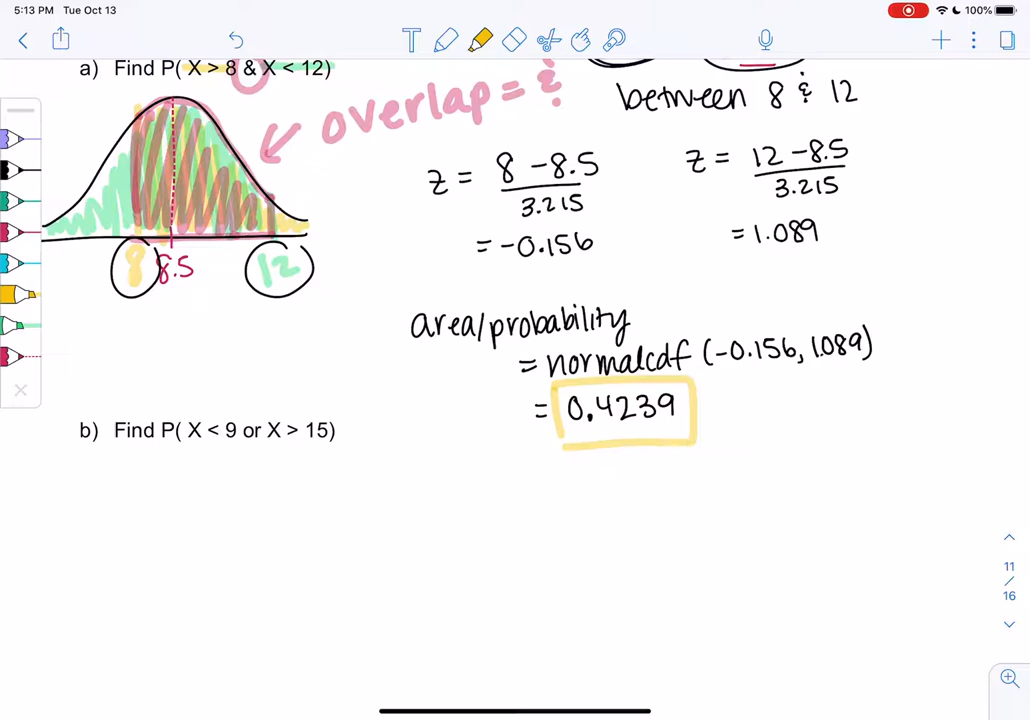 5:13 PM Tue Oct 13
100%
a) Find P( X > 8 & X < 12)
overlap = &
between 8 & 12
z = 8 - 8.5 / 3.215
= -0.156
z = 12 - 8.5 / 3.215
= 1.089
8 8.5 12
area/probability
= normalcdf (-0.156, 1.089)
= 0.4239
b) Find P( X < 9 or X > 15)
11
/
16